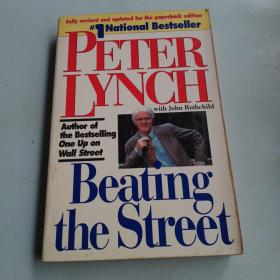 Fully revised and updated for the paperback edition
#1 National Bestseller
PETER
LYNCH
with John Rothchild
Author of
the Bestselling
One Up on
Wall Street
Beating
the Street